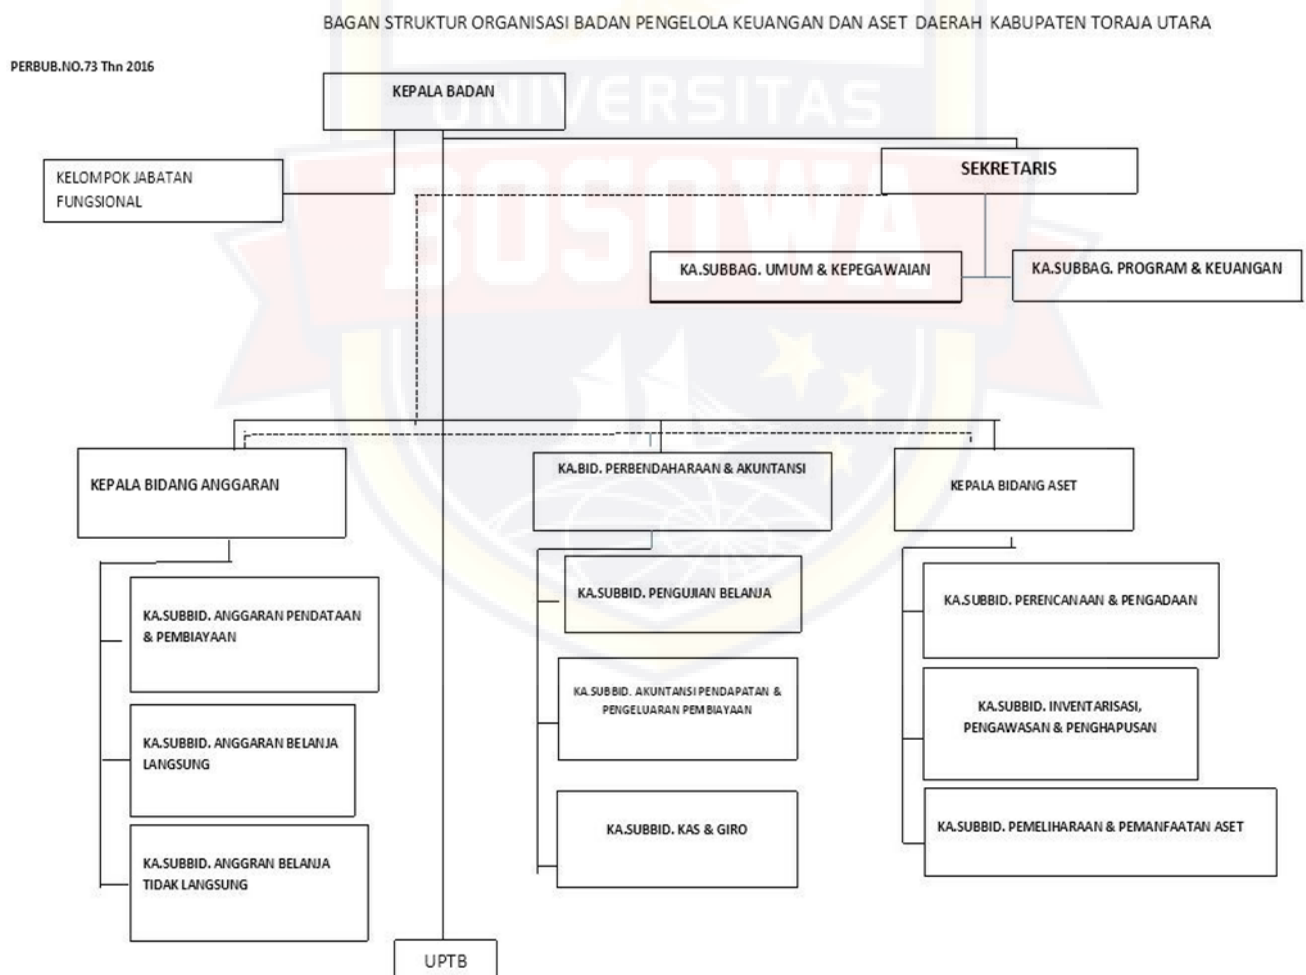 BAGAN STRUKTUR ORGANISASI BADAN PENGELOLA KEUANGAN DAN ASET DAERAH KABUPATEN TORAJA UTARA
PERBUB.NO.73 Thn 2016
KEPALA BADAN
UNIVERSITAS
BOSOWA
KELOMPOK JABATAN
FUNGSIONAL
SEKRETARIS
KA.SUBBAG. UMUM & KEPEGAWAIAN
KA.SUBBAG. PROGRAM & KEUANGAN
KEPALA BIDANG ANGGARAN
KA.BID. PERBENDAHARAAN & AKUNTANSI
KEPALA BIDANG ASET
KA.SUBBID. ANGGARAN PENDATAAN
& PEMBIAYAAN
KA.SUBBID. ANGGARAN BELANJA
LANGSUNG
KA.SUBBID. ANGGRAN BELANJA
TIDAK LANGSUNG
KA.SUBBID. PENGUJIAN BELANJA
KA.SUBBID. AKUNTANSI PENDAPATAN &
PENGELUARAN PEMBIAYAAN
KA.SUBBID. KAS & GIRO
KA.SUBBID. PERENCANAAN & PENGADAAN
KA.SUBBID. INVENTARISASI,
PENGAWASAN & PENGHAPUSAN
KA.SUBBID. PEMELIHARAAN & PEMANFAATAN ASET
UPTB